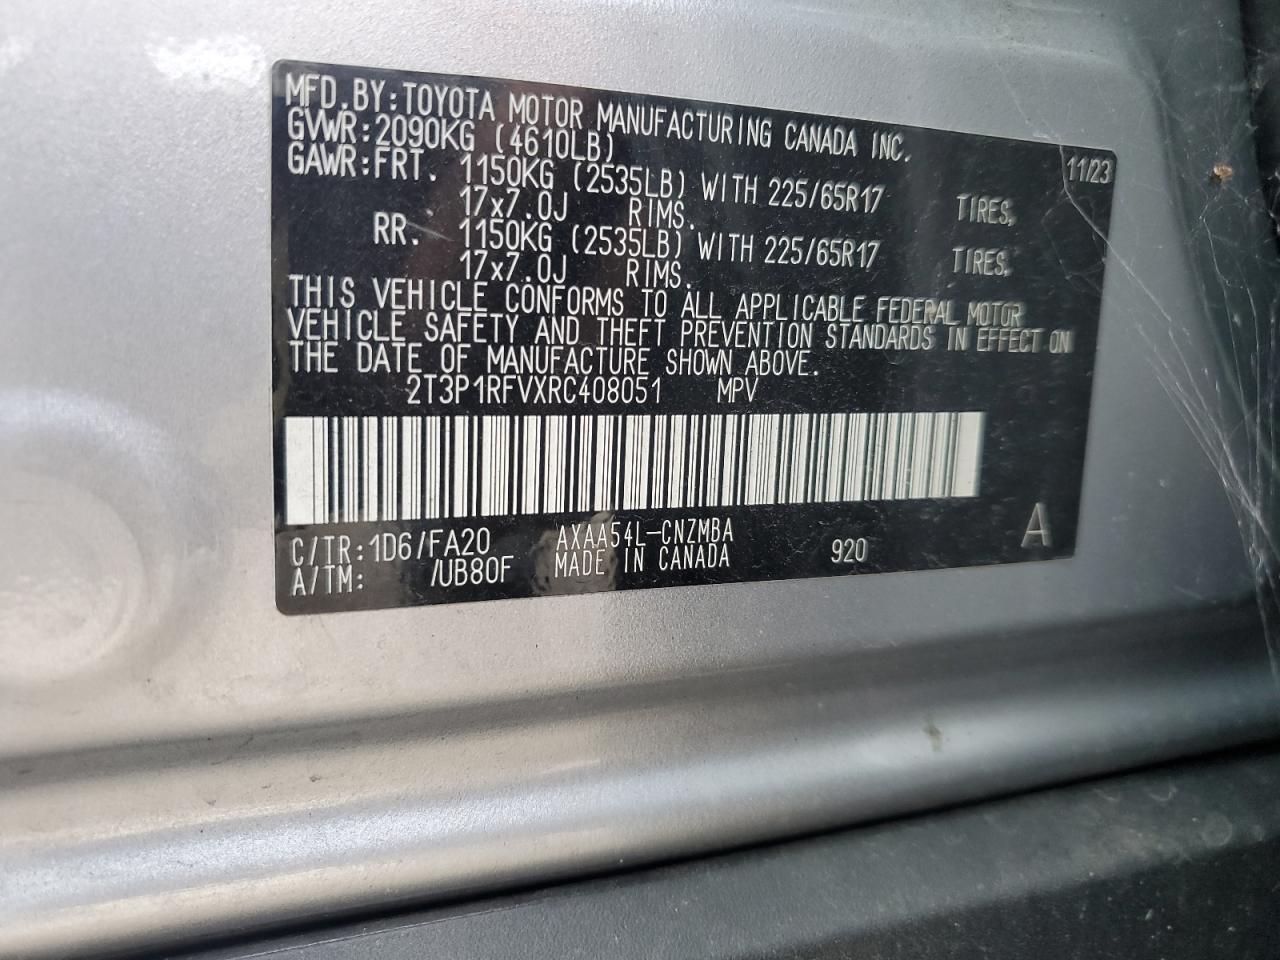 MFD.BY:TOYOTA MOTOR MANUFACTURING CANADA INC.
11/23
GVWR:2090KG (4610LB)
GAWR:FRT. 1150KG (2535LB) WITH 225/65R17 TIRES,
17x7.0J RIMS.
RR. 1150KG (2535LB) WITH 225/65R17 TIRES,
17x7.0J RIMS.
THIS VEHICLE CONFORMS TO ALL APPLICABLE FEDERAL MOTOR
VEHICLE SAFETY AND THEFT PREVENTION STANDARDS IN EFFECT ON
THE DATE OF MANUFACTURE SHOWN ABOVE.
2T3P1RFVXRC408051 MPV
C/TR:1D6/FA20 AXAA54L-CNZMBA 920 A
A/TM: /UB80F MADE IN CANADA